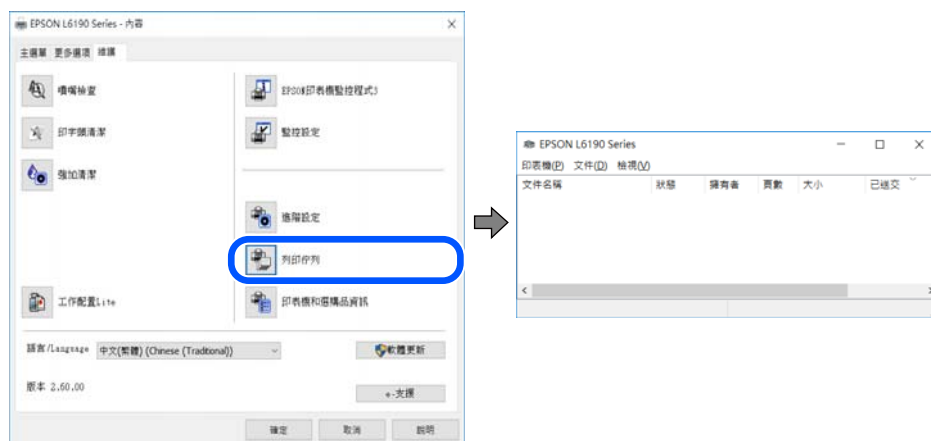 EPSON L6190 Series - 內容
主選單 更多選項 維護
噴嘴檢查
EPSON印表機監控程式3
印字頭清潔
監控設定
強加清潔
進階設定
列印佇列
工作配置Lite
印表機和選購品資訊
語言/Language 中文(繁體) (Chinese (Traditional))
軟體更新
版本 2.60.00
e-支援
確定 取消 說明
EPSON L6190 Series
印表機(P) 文件(D) 檢視(V)
文件名稱 狀態 擁有者 頁數 大小 已送交